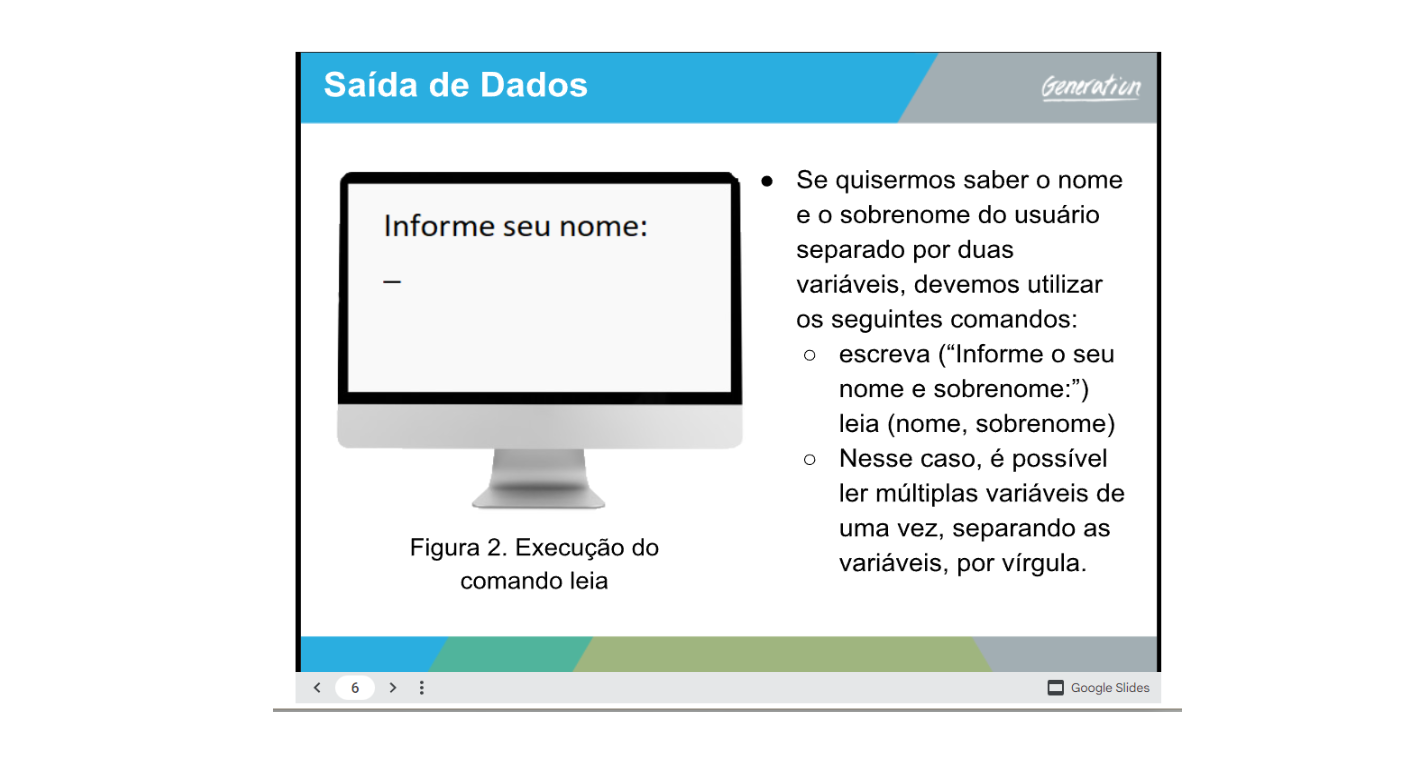 Saída de Dados
Generation
Informe seu nome:
_
Figura 2. Execução do
comando leia
● Se quisermos saber o nome
e o sobrenome do usuário
separado por duas
variáveis, devemos utilizar
os seguintes comandos:
○ escreva (“Informe o seu
nome e sobrenome:”)
leia (nome, sobrenome)
○ Nesse caso, é possível
ler múltiplas variáveis de
uma vez, separando as
variáveis, por vírgula.
6
Google Slides